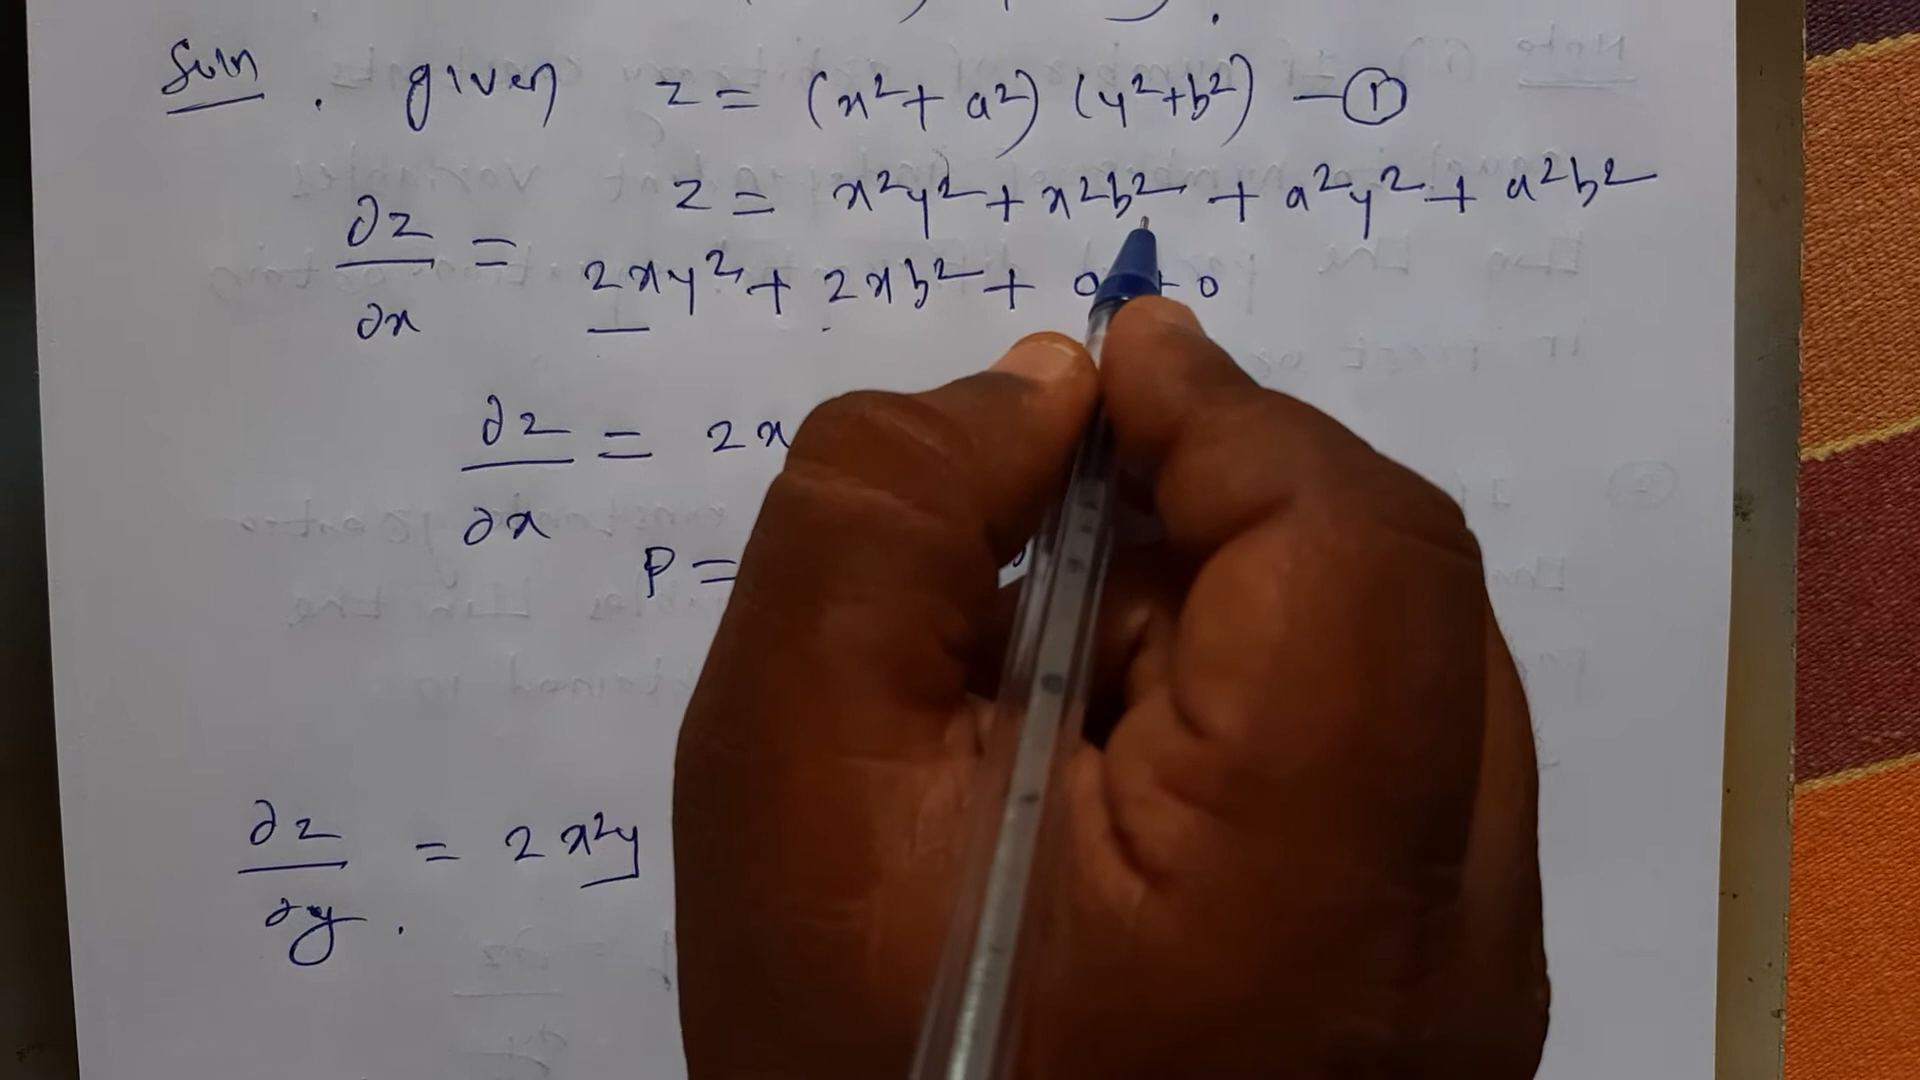 Soln. given z = (x²+ a²) (y²+b²) —①
z = x²y² + x²b² + a²y² + a²b²
∂z/∂x = 2xy² + 2xb² + 0 + 0
∂z/∂x = 2x
P =
∂z/∂y. = 2x²y